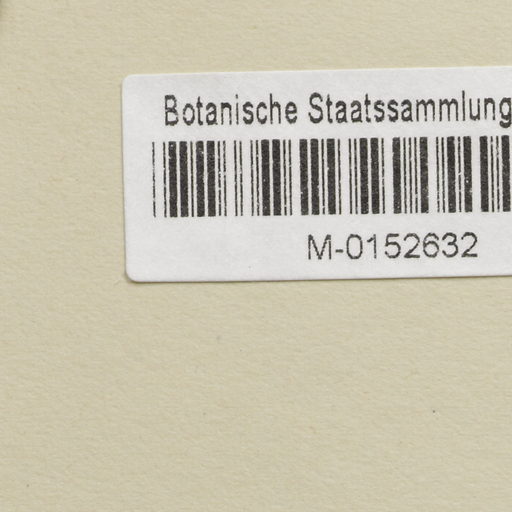 Botanische Staatssammlung
M-0152632